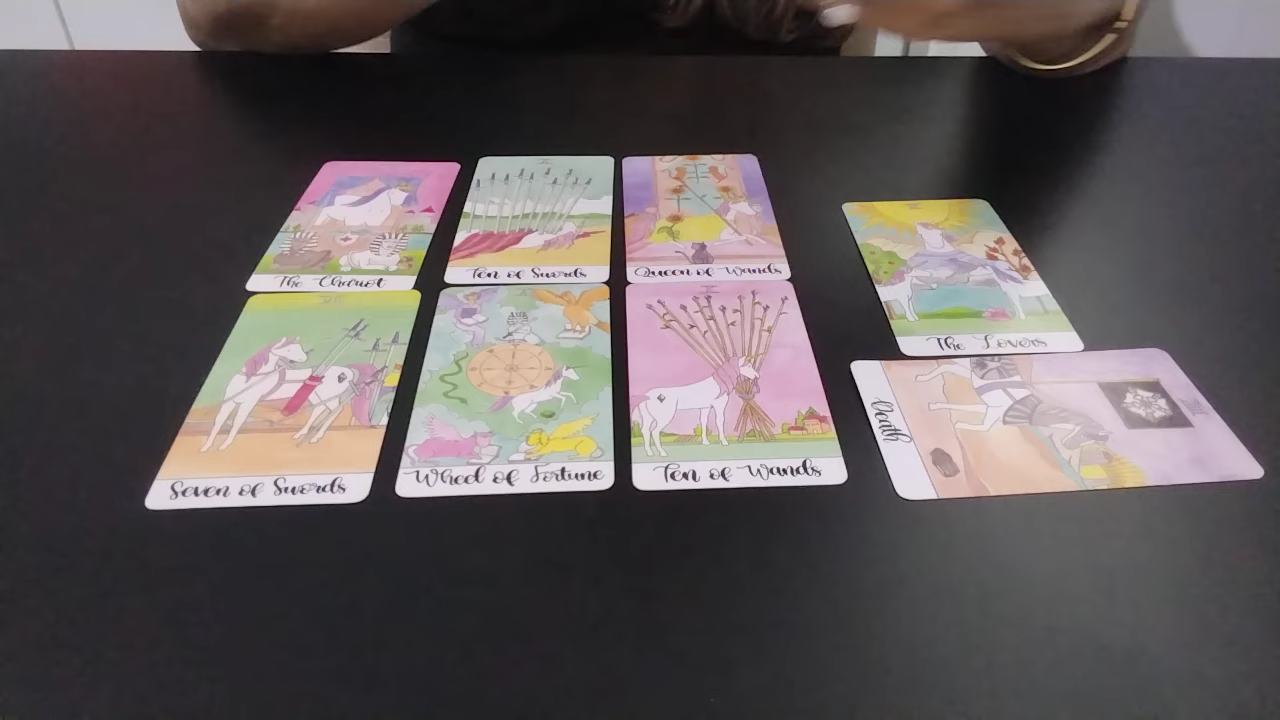 The Chariot
Ten of Swords
Queen of Wands
The Lovers
Seven of Swords
Wheel of Fortune
Ten of Wands
Death